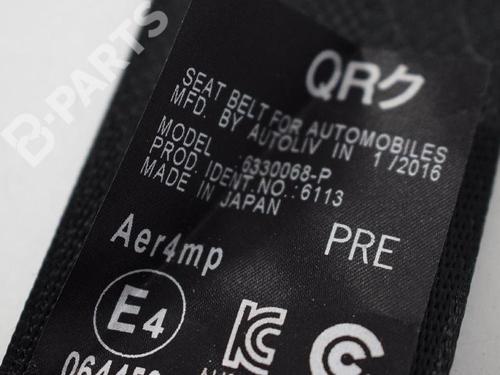 QRク
SEAT BELT FOR AUTOMOBILES
MFD. BY AUTOLIV IN 1/2016
MODEL :6330068-P
PROD. IDENT.NO.:6113
MADE IN JAPAN
Aer4mp
PRE
E4
B-PARTS